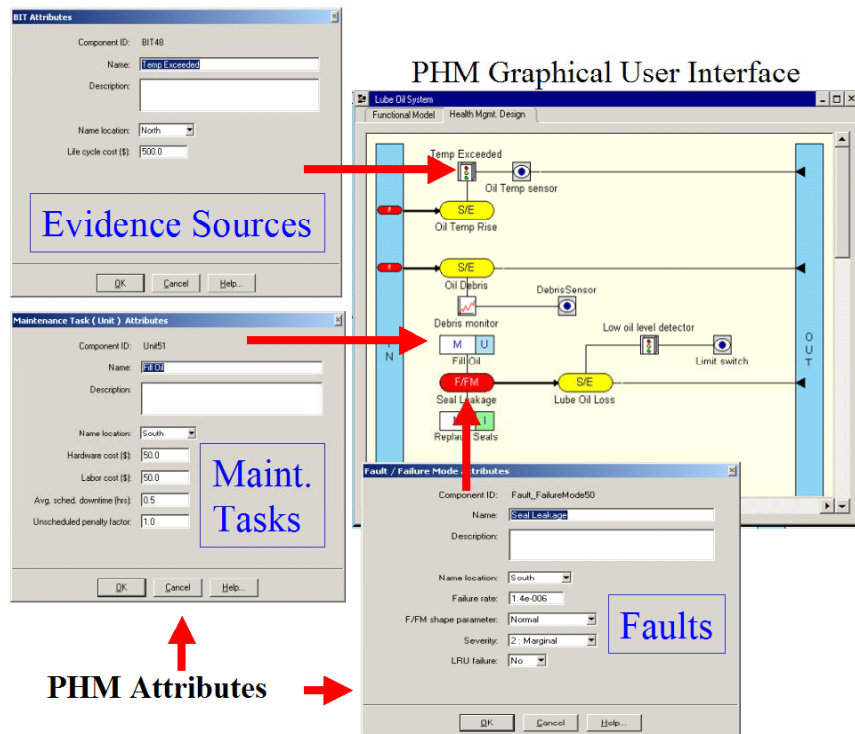 BIT Attributes
Component ID: BIT48
Name: Temp Exceeded
Description:
Name location: North
Life cycle cost ($): 500.0
Evidence Sources
OK Cancel Help...
PHM Graphical User Interface
Lube Oil System
Functional Model Health Mgmt. Design
Temp Exceeded
Oil Temp sensor
F S/E
Oil Temp Rise
F S/E
Oil Debris
DebrisSensor
Debris monitor
Low oil level detector
M U
Fill Oil
Limit switch
N
OUT
F/FM S/E
Seal Leakage Lube Oil Loss
I
Seals
Maintenance Task ( Unit ) Attributes
Component ID: Unit51
Name: Fill Oil
Description:
Name location: South
Hardware cost ($): 50.0
Labor cost ($): 50.0
Avg. sched. downtime (hrs): 0.5
Unscheduled penalty factor: 1.0
Maint.
Tasks
OK Cancel Help...
Fault / Failure Mode Attributes
Component ID: Fault_FailureMode50
Name: Seal Leakage
Description:
Name location: South
Failure rate: 1.4e-006
F/FM shape parameter: Normal
Severity: 2 : Marginal
LRU failure: No
Faults
OK Cancel Help...
PHM Attributes